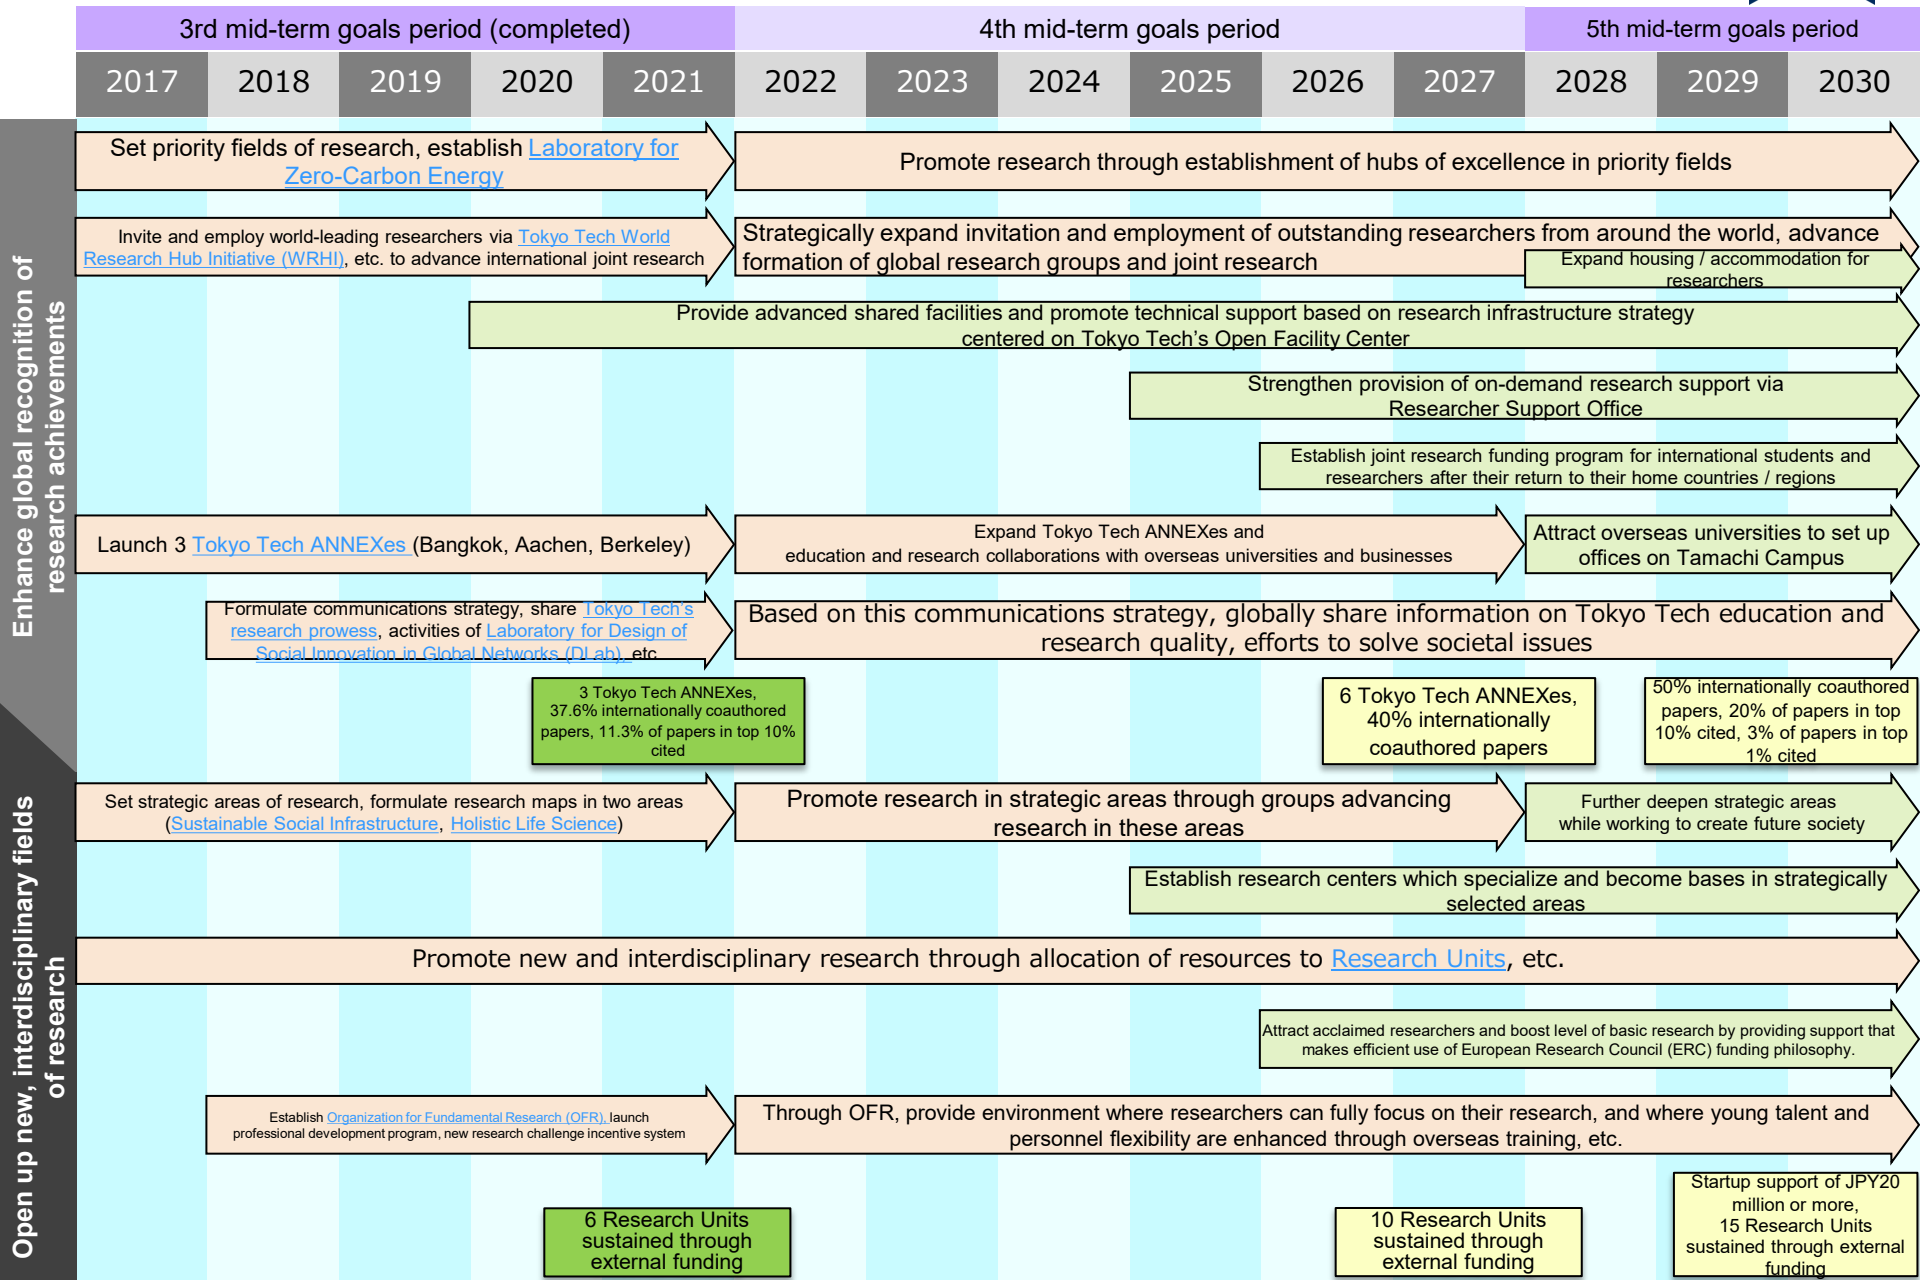 3rd mid-term goals period (completed)
4th mid-term goals period
5th mid-term goals period
2017
2018
2019
2020
2021
2022
2023
2024
2025
2026
2027
2028
2029
2030
Enhance global recognition of
research achievements
Set priority fields of research, establish Laboratory for
Zero-Carbon Energy
Promote research through establishment of hubs of excellence in priority fields
Invite and employ world-leading researchers via Tokyo Tech World
Research Hub Initiative (WRHI), etc. to advance international joint research
Strategically expand invitation and employment of outstanding researchers from around the world, advance
formation of global research groups and joint research
Expand housing / accommodation for
researchers
Provide advanced shared facilities and promote technical support based on research infrastructure strategy
centered on Tokyo Tech's Open Facility Center
Strengthen provision of on-demand research support via
Researcher Support Office
Establish joint research funding program for international students and
researchers after their return to their home countries / regions
Launch 3 Tokyo Tech ANNEXes (Bangkok, Aachen, Berkeley)
Expand Tokyo Tech ANNEXes and
education and research collaborations with overseas universities and businesses
Attract overseas universities to set up
offices on Tamachi Campus
Formulate communications strategy, share Tokyo Tech's
research prowess, activities of Laboratory for Design of
Social Innovation in Global Networks (DLab), etc
Based on this communications strategy, globally share information on Tokyo Tech education and
research quality, efforts to solve societal issues
3 Tokyo Tech ANNEXes,
37.6% internationally coauthored
papers, 11.3% of papers in top 10%
cited
6 Tokyo Tech ANNEXes,
40% internationally
coauthored papers
50% internationally coauthored
papers, 20% of papers in top
10% cited, 3% of papers in top
1% cited
Open up new, interdisciplinary fields
of research
Set strategic areas of research, formulate research maps in two areas
(Sustainable Social Infrastructure, Holistic Life Science)
Promote research in strategic areas through groups advancing
research in these areas
Further deepen strategic areas
while working to create future society
Establish research centers which specialize and become bases in strategically
selected areas
Promote new and interdisciplinary research through allocation of resources to Research Units, etc.
Attract acclaimed researchers and boost level of basic research by providing support that
makes efficient use of European Research Council (ERC) funding philosophy.
Establish Organization for Fundamental Research (OFR), launch
professional development program, new research challenge incentive system
Through OFR, provide environment where researchers can fully focus on their research, and where young talent and
personnel flexibility are enhanced through overseas training, etc.
6 Research Units
sustained through
external funding
10 Research Units
sustained through
external funding
Startup support of JPY20
million or more,
15 Research Units
sustained through external
funding